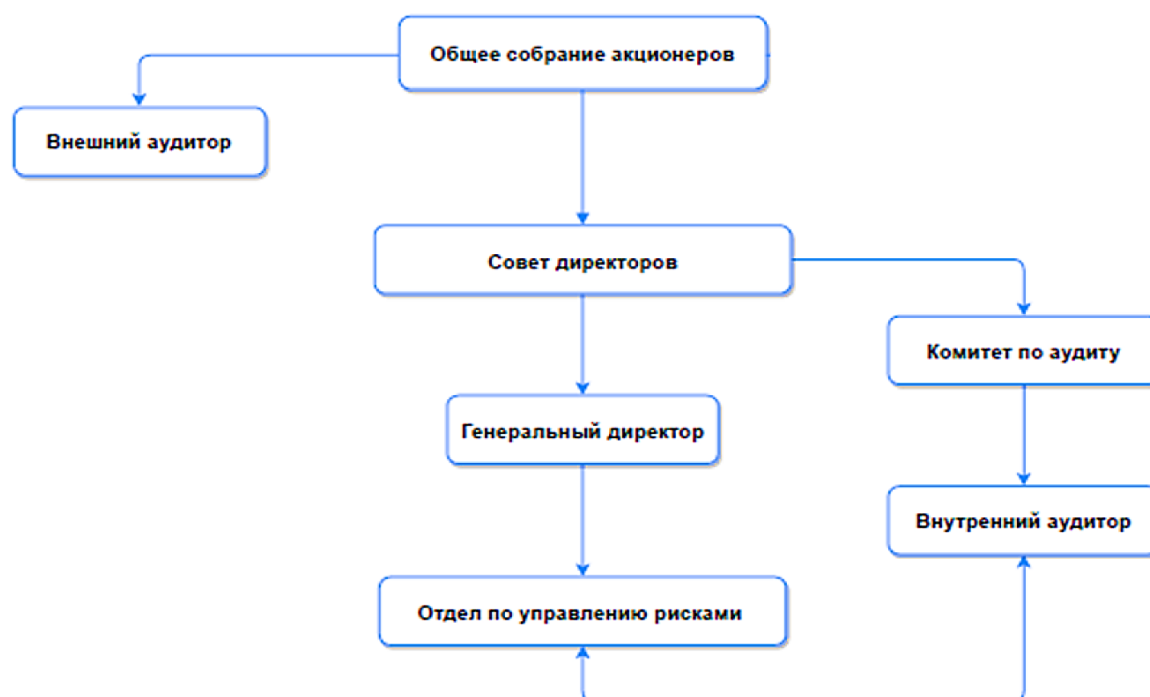 Общее собрание акционеров
Внешний аудитор
Совет директоров
Комитет по аудиту
Генеральный директор
Внутренний аудитор
Отдел по управлению рисками